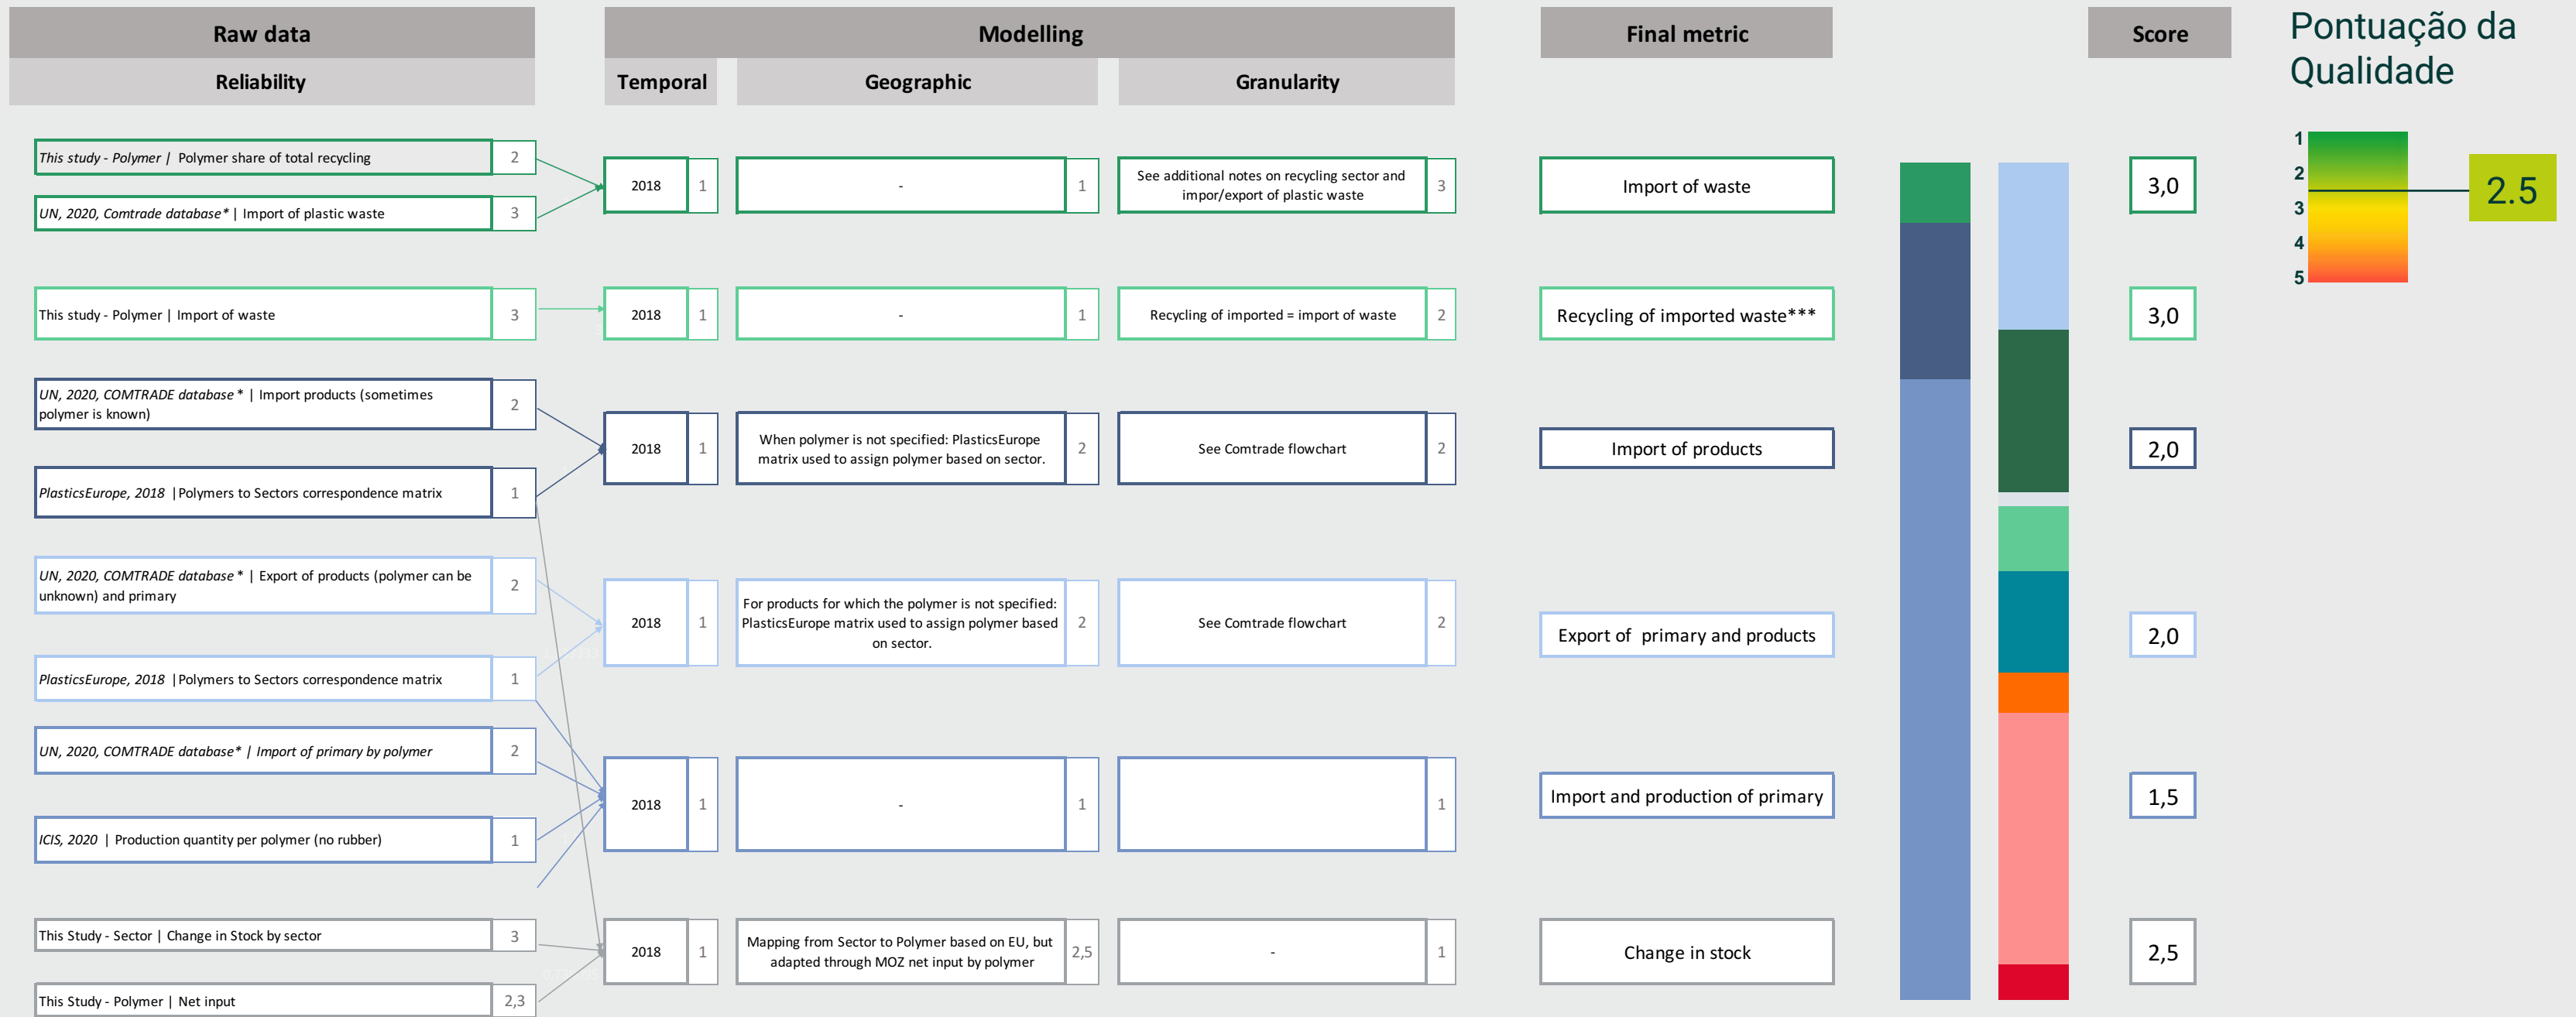 Raw data
Modelling
Final metric
Score
Pontuação da
Qualidade
Reliability
Temporal
Geographic
Granularity
1
2
3
4
5
2.5
This study - Polymer | Polymer share of total recycling
2
UN, 2020, Comtrade database* | Import of plastic waste
3
2018
1
-
1
See additional notes on recycling sector and
impor/export of plastic waste
3
Import of waste
3,0
This study - Polymer | Import of waste
3
2018
1
-
1
Recycling of imported = import of waste
2
Recycling of imported waste***
3,0
UN, 2020, COMTRADE database * | Import products (sometimes
polymer is known)
2
PlasticsEurope, 2018 |Polymers to Sectors correspondence matrix
1
2018
1
When polymer is not specified: PlasticsEurope
matrix used to assign polymer based on sector.
2
See Comtrade flowchart
2
Import of products
2,0
UN, 2020, COMTRADE database * | Export of products (polymer can be
unknown) and primary
2
PlasticsEurope, 2018 |Polymers to Sectors correspondence matrix
1
2018
1
For products for which the polymer is not specified:
PlasticsEurope matrix used to assign polymer based
on sector.
2
See Comtrade flowchart
2
Export of primary and products
2,0
UN, 2020, COMTRADE database* | Import of primary by polymer
2
ICIS, 2020 | Production quantity per polymer (no rubber)
1
2018
1
-
1
1
Import and production of primary
1,5
This Study - Sector | Change in Stock by sector
3
This Study - Polymer | Net input
2,3
2018
1
Mapping from Sector to Polymer based on EU, but
adapted through MOZ net input by polymer
2,5
-
1
Change in stock
2,5